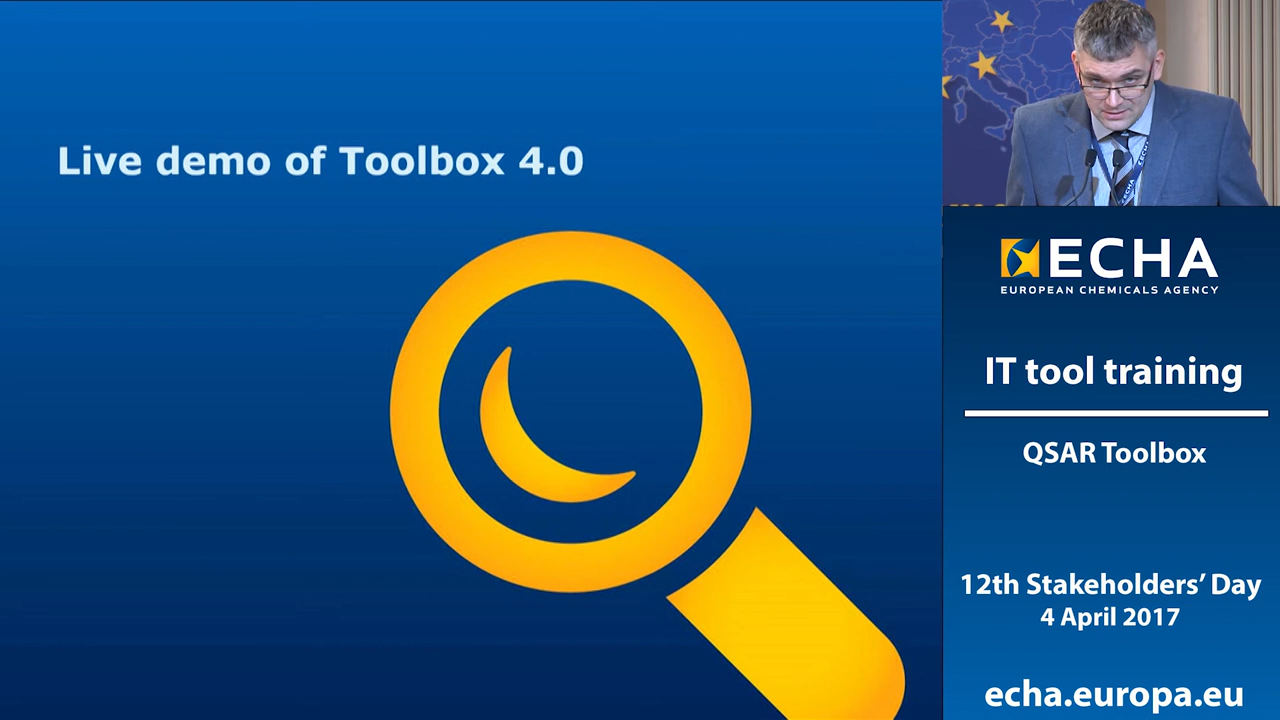 Live demo of Toolbox 4.0
ECHA
ECHA
EUROPEAN CHEMICALS AGENCY
IT tool training
QSAR Toolbox
12th Stakeholders’ Day
4 April 2017
echa.europa.eu